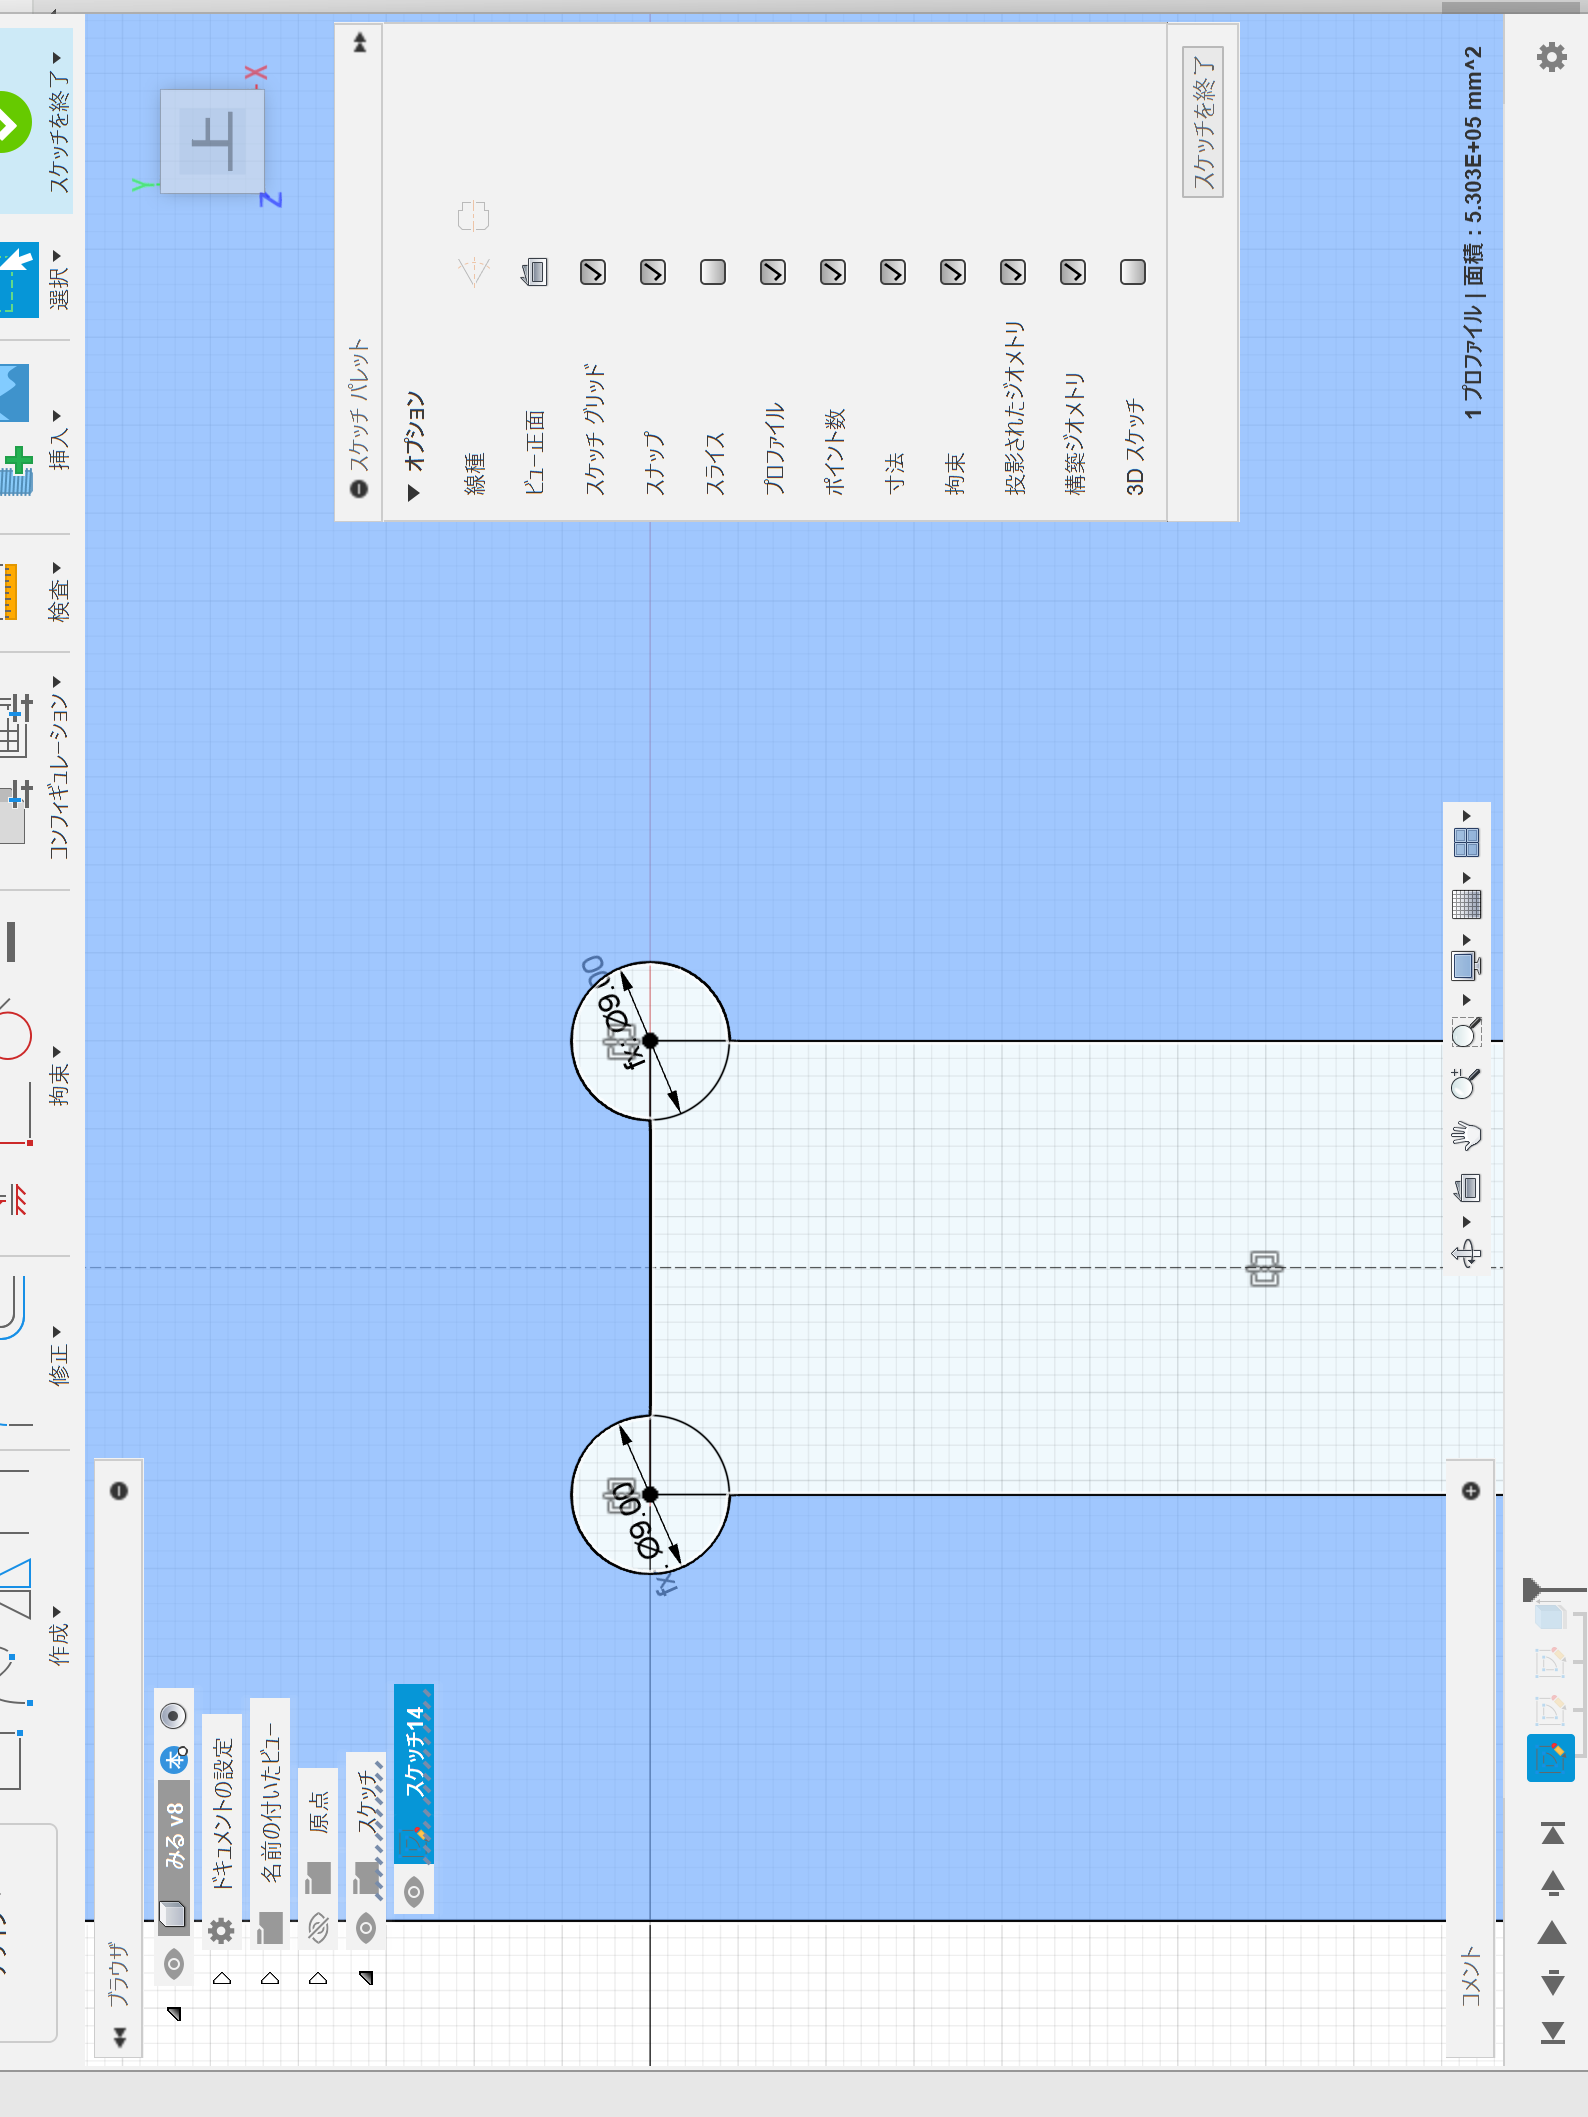 作成
修正
拘束
コンフィギュレーション
検査
挿入
選択
スケッチを終了
ブラウザ
みる v8
本
ドキュメントの設定
名前の付いたビュー
原点
スケッチ
スケッチ14
fx: Ø9.00
fx: Ø9.00
上
X
Y
Z
スケッチ パレット
オプション
線種
ビュー正面
スケッチ グリッド
スナップ
スライス
プロファイル
ポイント数
寸法
拘束
投影されたジオメトリ
構築ジオメトリ
3D スケッチ
スケッチを終了
コメント
1 プロファイル | 面積 : 5.303E+05 mm^2